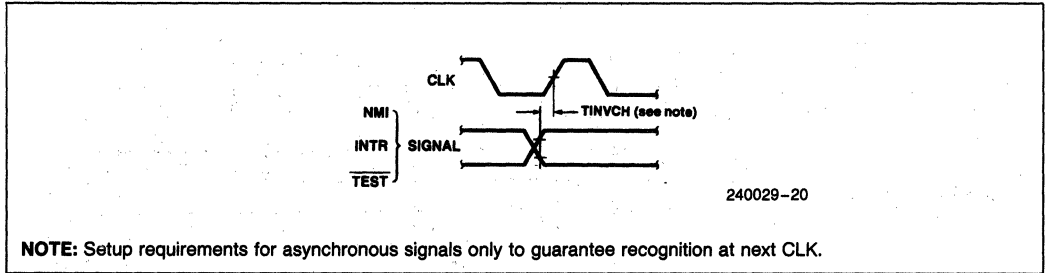 CLK
TINVCH (see note)
NMI
INTR
SIGNAL
TEST
240029-20
NOTE: Setup requirements for asynchronous signals only to guarantee recognition at next CLK.